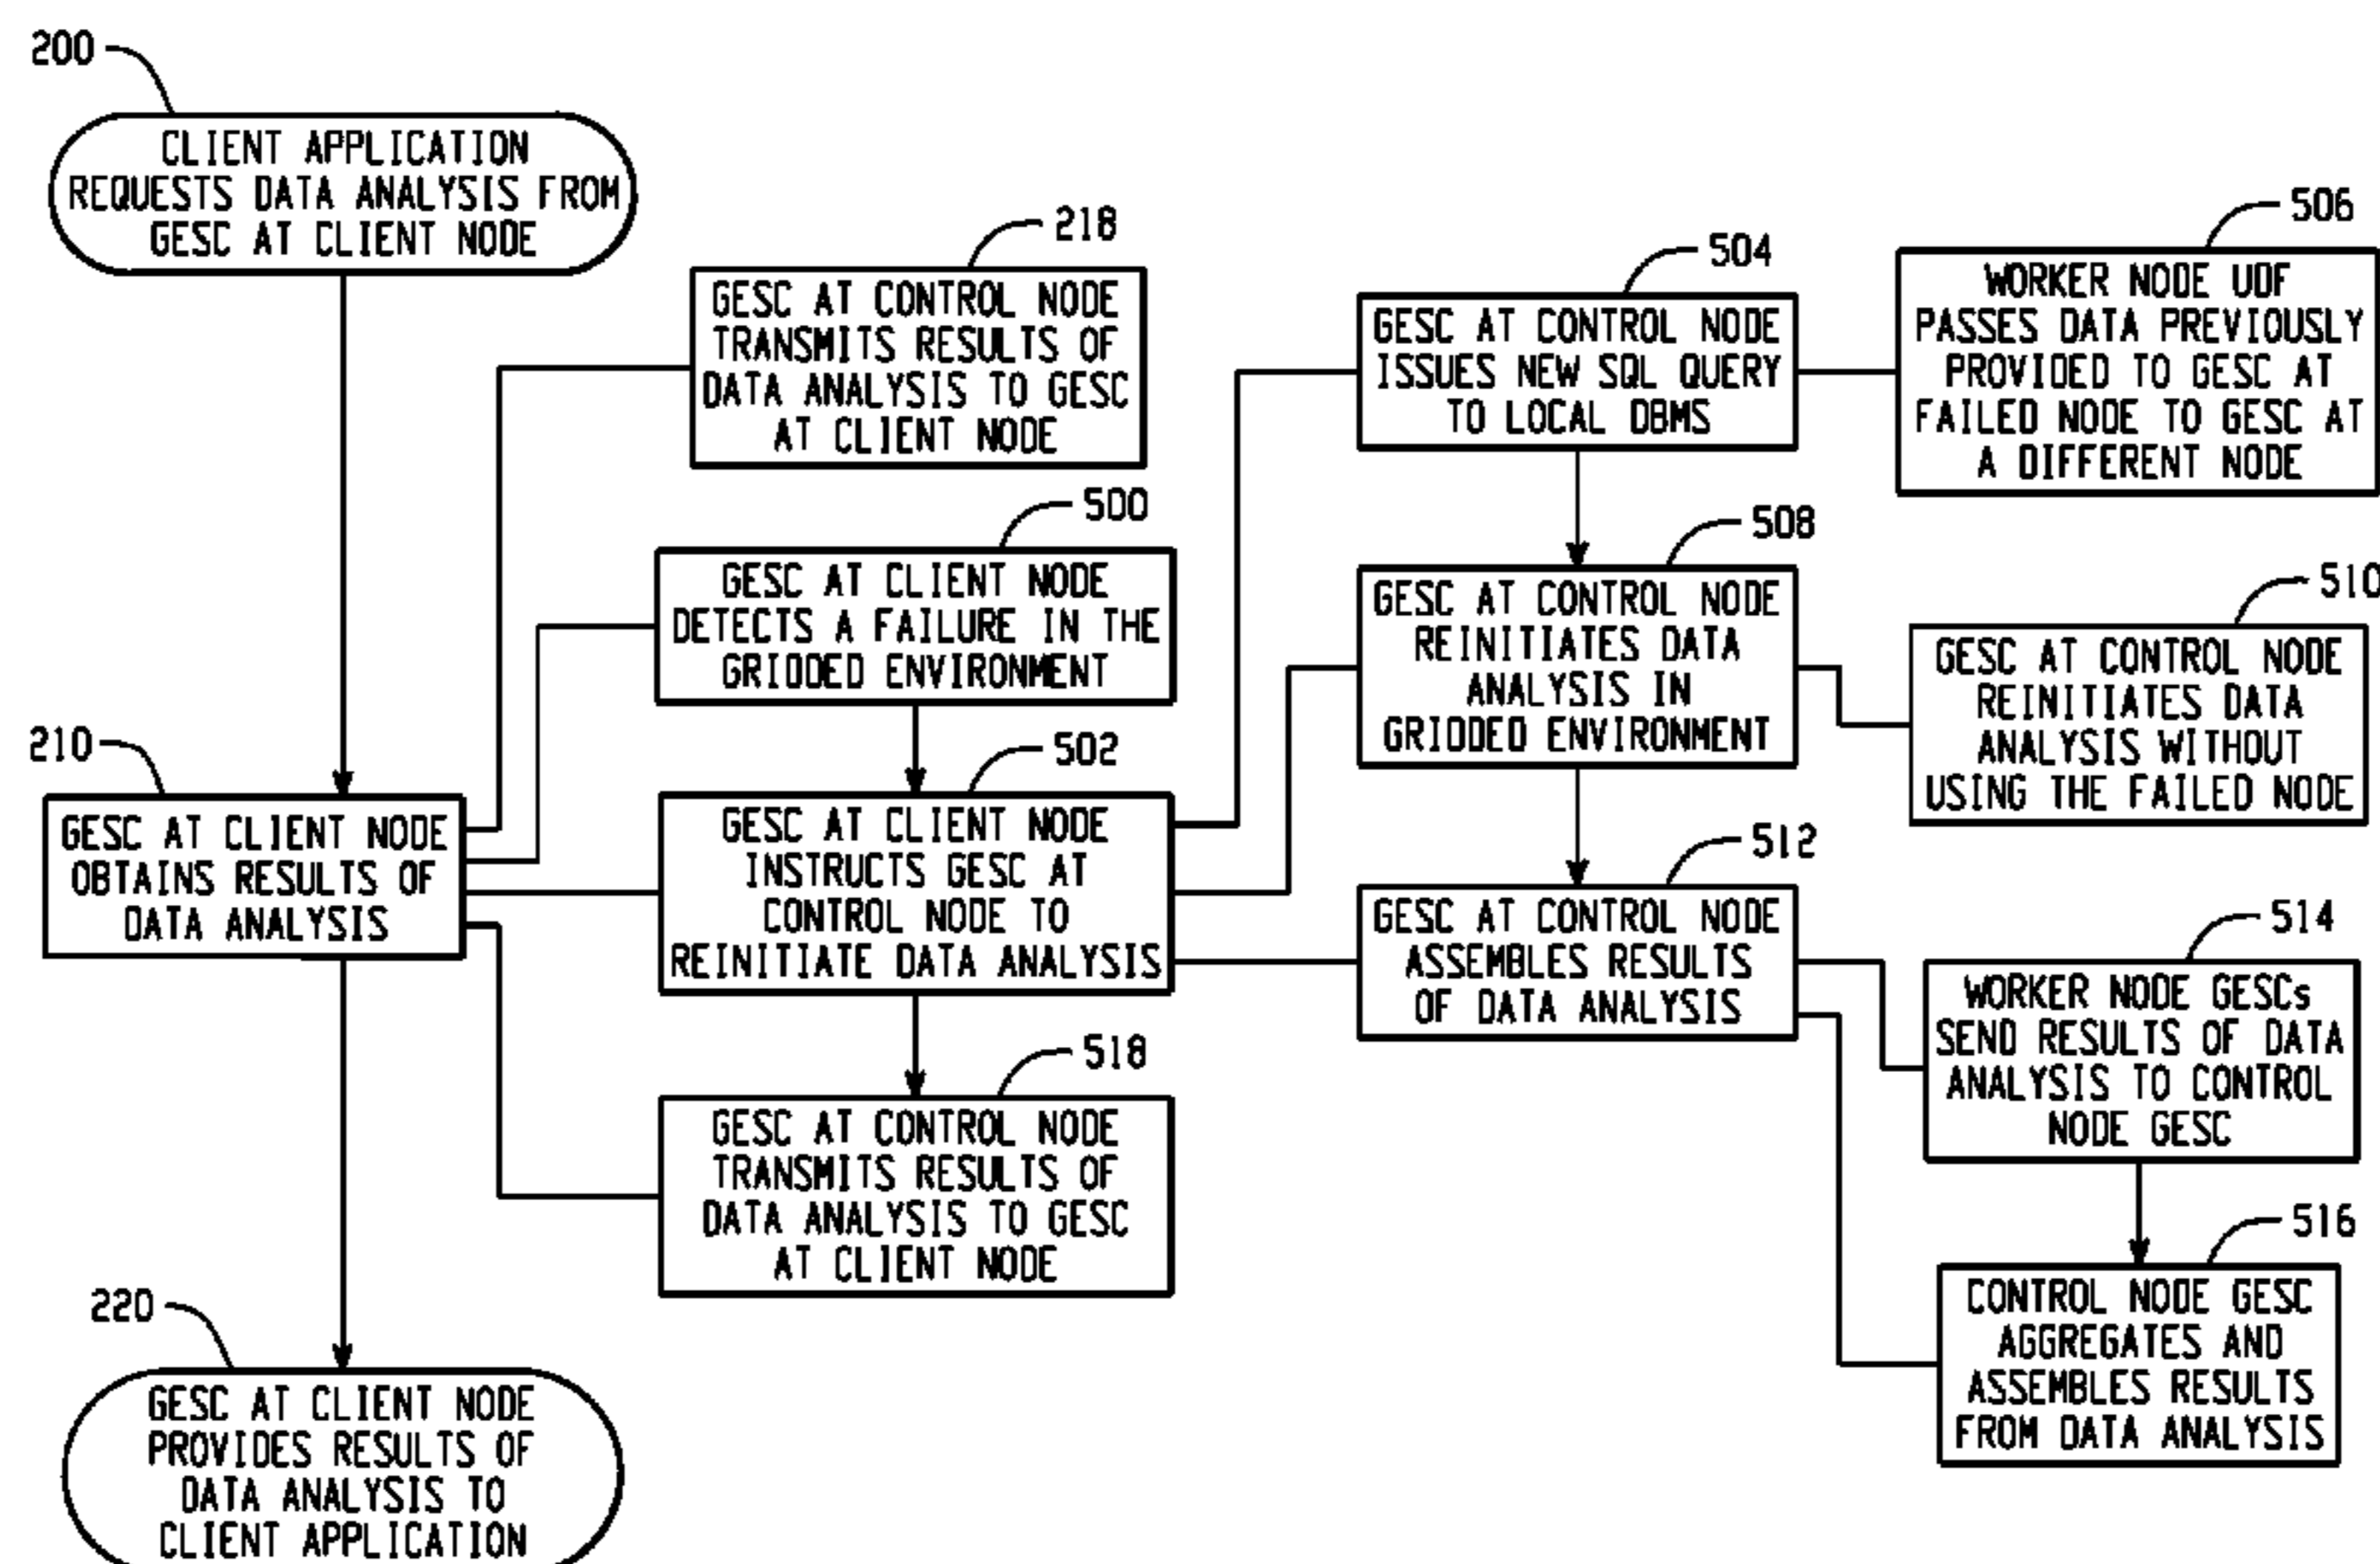 200
CLIENT APPLICATION
REQUESTS DATA ANALYSIS FROM
GESC AT CLIENT NODE
218
GESC AT CONTROL NODE
TRANSMITS RESULTS OF
DATA ANALYSIS TO GESC
AT CLIENT NODE
504
GESC AT CONTROL NODE
ISSUES NEW SQL QUERY
TO LOCAL DBMS
506
WORKER NODE UDF
PASSES DATA PREVIOUSLY
PROVIDED TO GESC AT
FAILED NODE TO GESC AT
A DIFFERENT NODE
500
GESC AT CLIENT NODE
DETECTS A FAILURE IN THE
GRIDDED ENVIRONMENT
508
GESC AT CONTROL NODE
REINITIATES DATA
ANALYSIS IN
GRIDDED ENVIRONMENT
510
GESC AT CONTROL NODE
REINITIATES DATA
ANALYSIS WITHOUT
USING THE FAILED NODE
210
GESC AT CLIENT NODE
OBTAINS RESULTS OF
DATA ANALYSIS
502
GESC AT CLIENT NODE
INSTRUCTS GESC AT
CONTROL NODE TO
REINITIATE DATA ANALYSIS
512
GESC AT CONTROL NODE
ASSEMBLES RESULTS
OF DATA ANALYSIS
514
WORKER NODE GESCs
SEND RESULTS OF DATA
ANALYSIS TO CONTROL
NODE GESC
518
GESC AT CONTROL NODE
TRANSMITS RESULTS OF
DATA ANALYSIS TO GESC
AT CLIENT NODE
516
CONTROL NODE GESC
AGGREGATES AND
ASSEMBLES RESULTS
FROM DATA ANALYSIS
220
GESC AT CLIENT NODE
PROVIDES RESULTS OF
DATA ANALYSIS TO
CLIENT APPLICATION